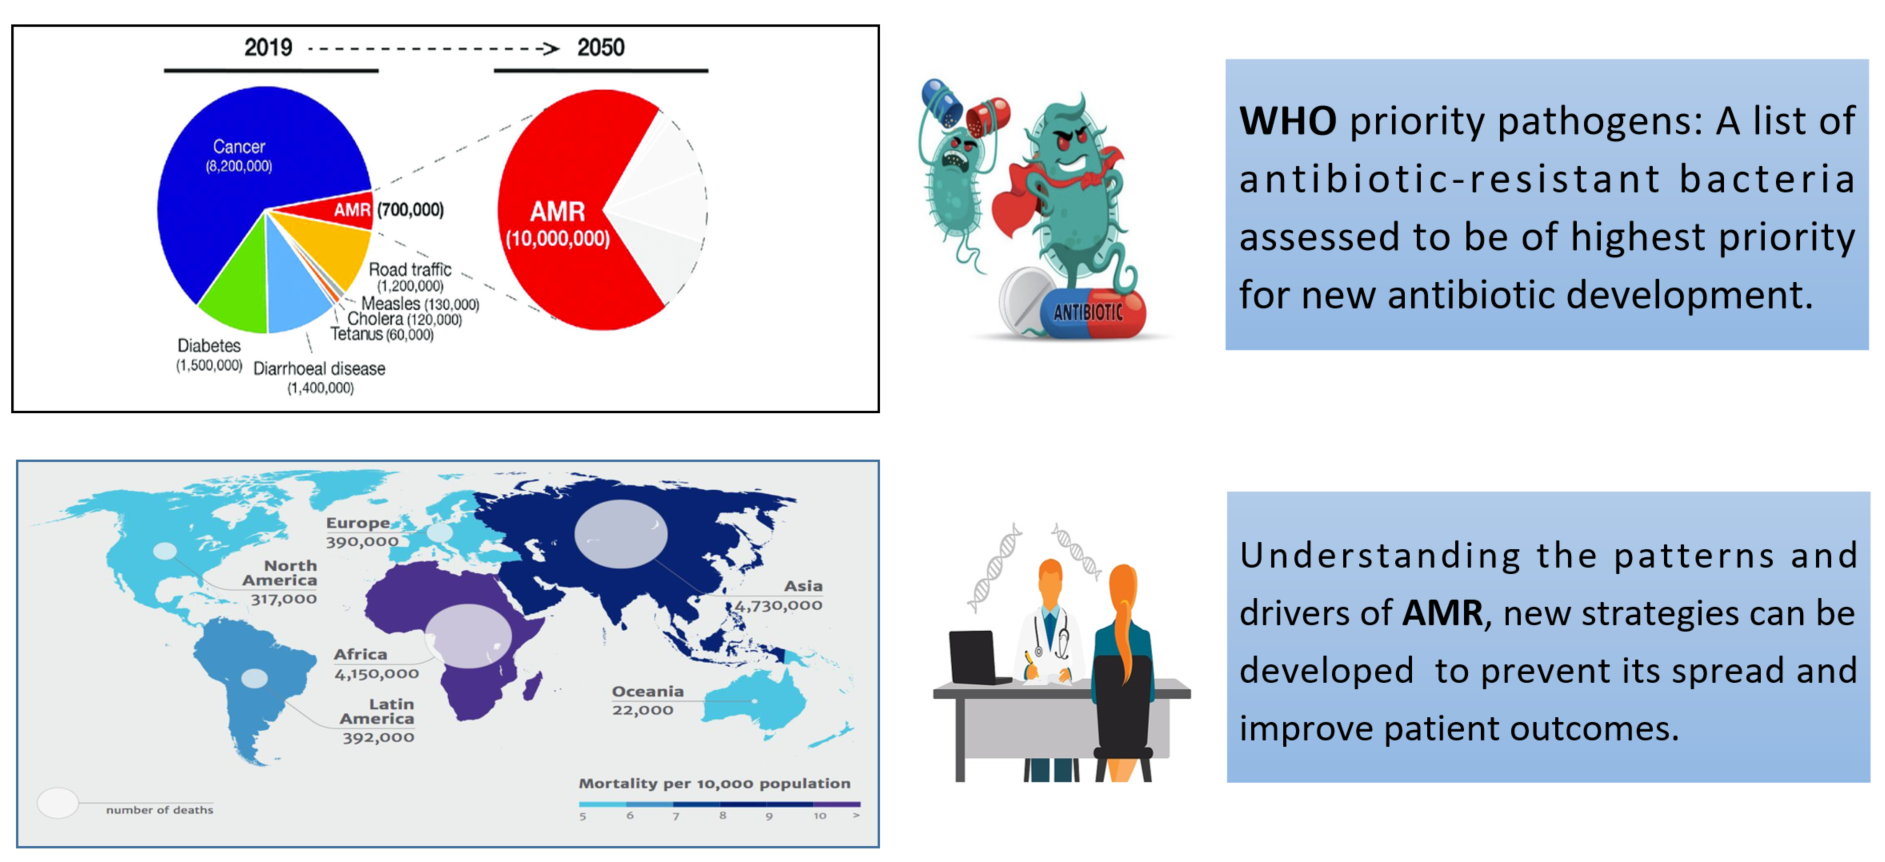 2019
2050
Cancer
(8,200,000)
AMR (700,000)
Road traffic
(1,200,000)
Measles (130,000)
Cholera (120,000)
Tetanus (60,000)
Diabetes
(1,500,000)
Diarrhoeal disease
(1,400,000)
AMR
(10,000,000)
ANTIBIOTIC
WHO priority pathogens: A list of
antibiotic-resistant bacteria
assessed to be of highest priority
for new antibiotic development.
Europe
390,000
North
America
317,000
Asia
4,730,000
Africa
4,150,000
Latin
America
392,000
Oceania
22,000
Mortality per 10,000 population
5 6 7 8 9 10 >
number of deaths
Understanding the patterns and
drivers of AMR, new strategies can be
developed to prevent its spread and
improve patient outcomes.